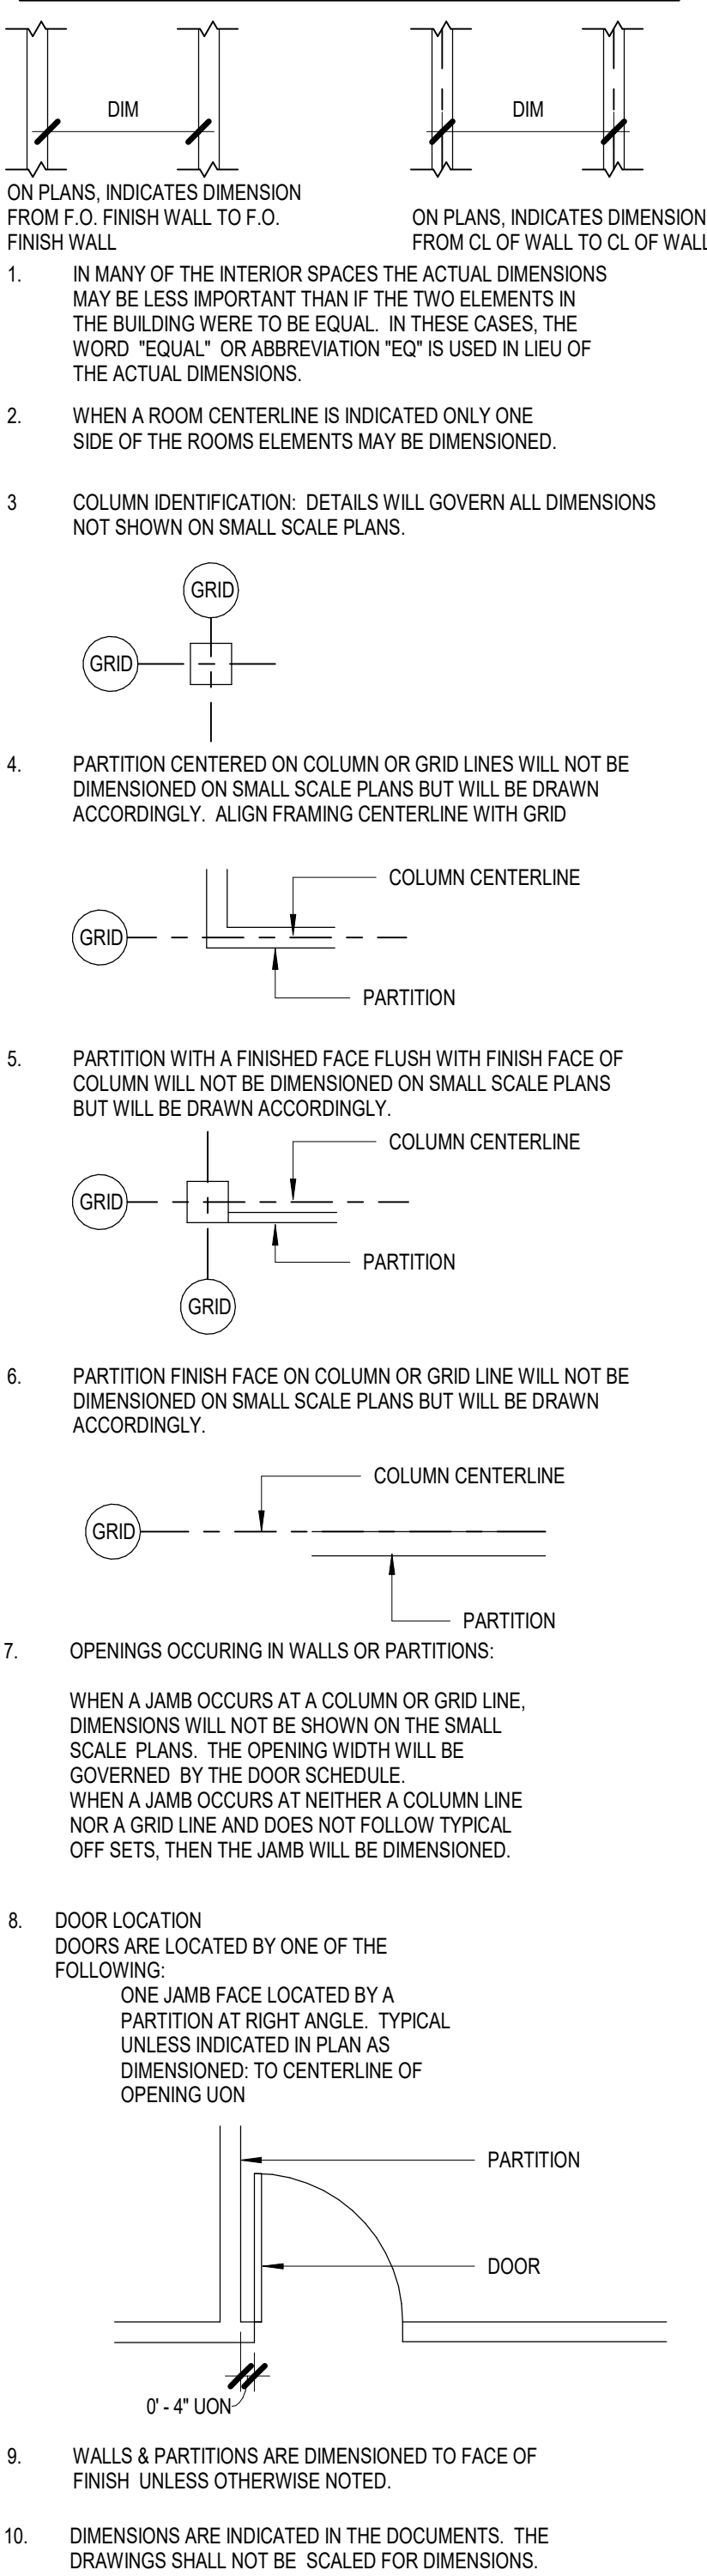 DIM
DIM
ON PLANS, INDICATES DIMENSION
FROM F.O. FINISH WALL TO F.O.
FINISH WALL
ON PLANS, INDICATES DIMENSION
FROM CL OF WALL TO CL OF WALL
1. IN MANY OF THE INTERIOR SPACES THE ACTUAL DIMENSIONS
MAY BE LESS IMPORTANT THAN IF THE TWO ELEMENTS IN
THE BUILDING WERE TO BE EQUAL. IN THESE CASES, THE
WORD "EQUAL" OR ABBREVIATION "EQ" IS USED IN LIEU OF
THE ACTUAL DIMENSIONS.
2. WHEN A ROOM CENTERLINE IS INDICATED ONLY ONE
SIDE OF THE ROOMS ELEMENTS MAY BE DIMENSIONED.
3 COLUMN IDENTIFICATION: DETAILS WILL GOVERN ALL DIMENSIONS
NOT SHOWN ON SMALL SCALE PLANS.
GRID
GRID
4. PARTITION CENTERED ON COLUMN OR GRID LINES WILL NOT BE
DIMENSIONED ON SMALL SCALE PLANS BUT WILL BE DRAWN
ACCORDINGLY. ALIGN FRAMING CENTERLINE WITH GRID
COLUMN CENTERLINE
GRID
PARTITION
5. PARTITION WITH A FINISHED FACE FLUSH WITH FINISH FACE OF
COLUMN WILL NOT BE DIMENSIONED ON SMALL SCALE PLANS
BUT WILL BE DRAWN ACCORDINGLY.
COLUMN CENTERLINE
GRID
PARTITION
GRID
6. PARTITION FINISH FACE ON COLUMN OR GRID LINE WILL NOT BE
DIMENSIONED ON SMALL SCALE PLANS BUT WILL BE DRAWN
ACCORDINGLY.
COLUMN CENTERLINE
GRID
PARTITION
7. OPENINGS OCCURING IN WALLS OR PARTITIONS:
WHEN A JAMB OCCURS AT A COLUMN OR GRID LINE,
DIMENSIONS WILL NOT BE SHOWN ON THE SMALL
SCALE PLANS. THE OPENING WIDTH WILL BE
GOVERNED BY THE DOOR SCHEDULE.
WHEN A JAMB OCCURS AT NEITHER A COLUMN LINE
NOR A GRID LINE AND DOES NOT FOLLOW TYPICAL
OFF SETS, THEN THE JAMB WILL BE DIMENSIONED.
8. DOOR LOCATION
DOORS ARE LOCATED BY ONE OF THE
FOLLOWING:
ONE JAMB FACE LOCATED BY A
PARTITION AT RIGHT ANGLE. TYPICAL
UNLESS INDICATED IN PLAN AS
DIMENSIONED: TO CENTERLINE OF
OPENING UON
PARTITION
DOOR
0' - 4" UON
9. WALLS & PARTITIONS ARE DIMENSIONED TO FACE OF
FINISH UNLESS OTHERWISE NOTED.
10. DIMENSIONS ARE INDICATED IN THE DOCUMENTS. THE
DRAWINGS SHALL NOT BE SCALED FOR DIMENSIONS.